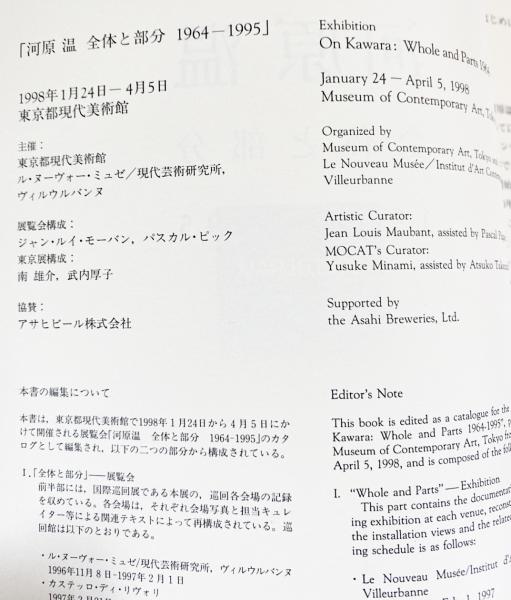 「河原 温 全体と部分 1964－1995」
1998年1月24日－4月5日
東京都現代美術館
主催：
東京都現代美術館
ル・ヌーヴォー・ミュゼ／現代芸術研究所，
ヴィルウルバンヌ
展覧会構成：
ジャン・ルイ・モーバン，パスカル・ピック
東京展構成：
南 雄介，武内厚子
協賛：
アサヒビール株式会社
本書の編集について
本書は，東京都現代美術館で1998年1月24日から4月5日にか
けて開催される展覧会「河原温 全体と部分 1964-1995」のカタ
ログとして編集され，以下の二つの部分から構成されている。
I.「全体と部分」——展覧会
前半部には，国際巡回展である本展の，巡回各会場の記録
を収めている。各会場は，それぞれ会場写真と担当キュレ
イター等による関連テキストによって再構成されている。巡
回館は以下のとおりである。
・ル・ヌーヴォー・ミュゼ/現代芸術研究所，ヴィルウルバンヌ
1996年11月8日-1997年2月1日
・カステッロ・ディ・リヴォリ
Exhibition
On Kawara: Whole and Parts
January 24 — April 5, 1998
Museum of Contemporary Art,
Organized by
Museum of Contemporary Art, Tokyo
Le Nouveau Musée／Institut d'Art
Villeurbanne
Artistic Curator:
Jean Louis Maubant, assisted by Pascal
MOCAT's Curator:
Yusuke Minami, assisted by Atsuko
Supported by
the Asahi Breweries, Ltd.
Editor's Note
This book is edited as a catalogue for the
Kawara: Whole and Parts 1964-1995",
Museum of Contemporary Art, Tokyo
April 5, 1998, and is composed of the
I. "Whole and Parts"—Exhibition
This part contains the
ing exhibition at each venue,
the installation views and the
ing schedule is as follows:
・Le Nouveau Musée/Institut d'
1997